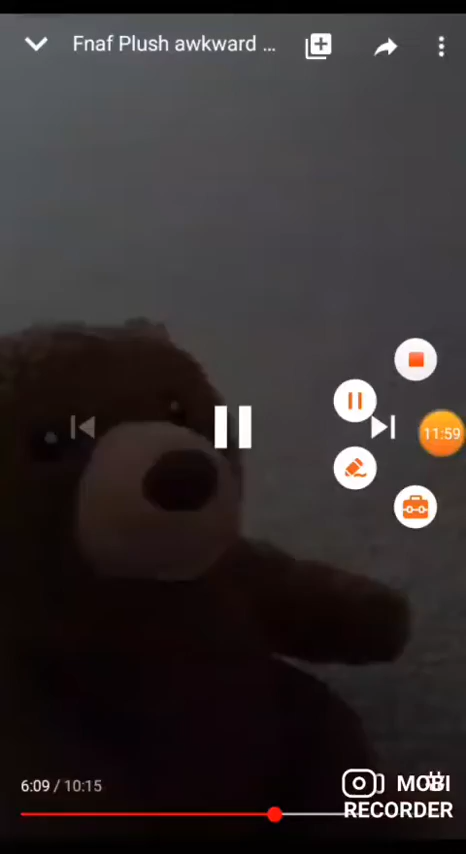 Fnaf Plush awkward ...
11:59
6:09 / 10:15
MOBI
RECORDER